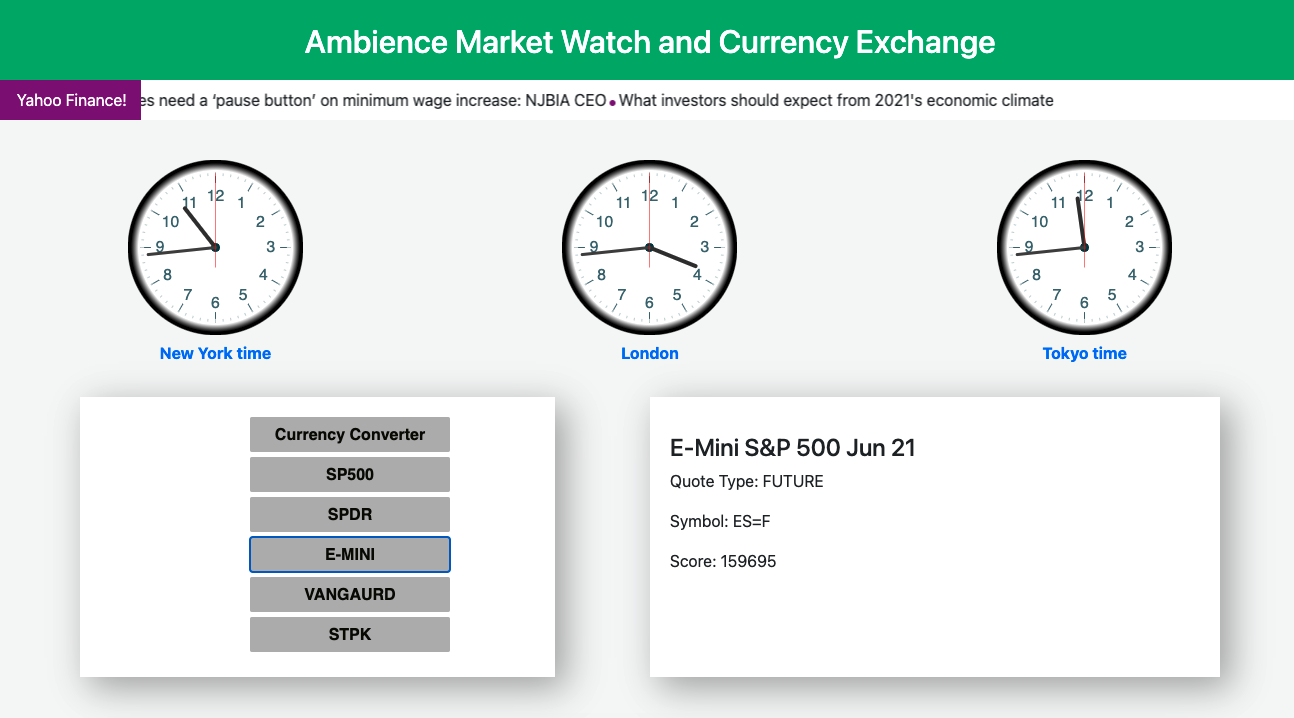 Ambience Market Watch and Currency Exchange
Yahoo Finance! es need a ‘pause button’ on minimum wage increase: NJBIA CEO●What investors should expect from 2021's economic climate
12 1 2 3 4 5 6 7 8 9 10 11
12 1 2 3 4 5 6 7 8 9 10 11
12 1 2 3 4 5 6 7 8 9 10 11
New York time
London
Tokyo time
Currency Converter
SP500
SPDR
E-MINI
VANGAURD
STPK
E-Mini S&P 500 Jun 21
Quote Type: FUTURE
Symbol: ES=F
Score: 159695